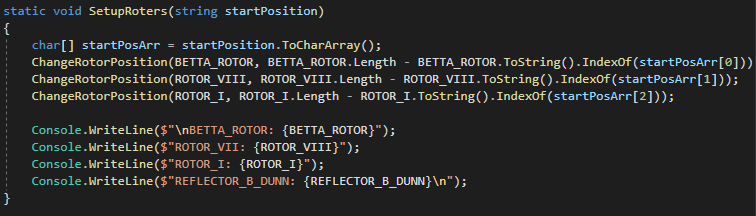 static void SetupRoters(string startPosition)
{
char[] startPosArr = startPosition.ToCharArray();
ChangeRotorPosition(BETTA_ROTOR, BETTA_ROTOR.Length - BETTA_ROTOR.ToString().IndexOf(startPosArr[0]))
ChangeRotorPosition(ROTOR_VIII, ROTOR_VIII.Length - ROTOR_VIII.ToString().IndexOf(startPosArr[1]));
ChangeRotorPosition(ROTOR_I, ROTOR_I.Length - ROTOR_I.ToString().IndexOf(startPosArr[2]));
Console.WriteLine($"\nBETTA_ROTOR: {BETTA_ROTOR}");
Console.WriteLine($"ROTOR_VII: {ROTOR_VIII}");
Console.WriteLine($"ROTOR_I: {ROTOR_I}");
Console.WriteLine($"REFLECTOR_B_DUNN: {REFLECTOR_B_DUNN}\n");
}